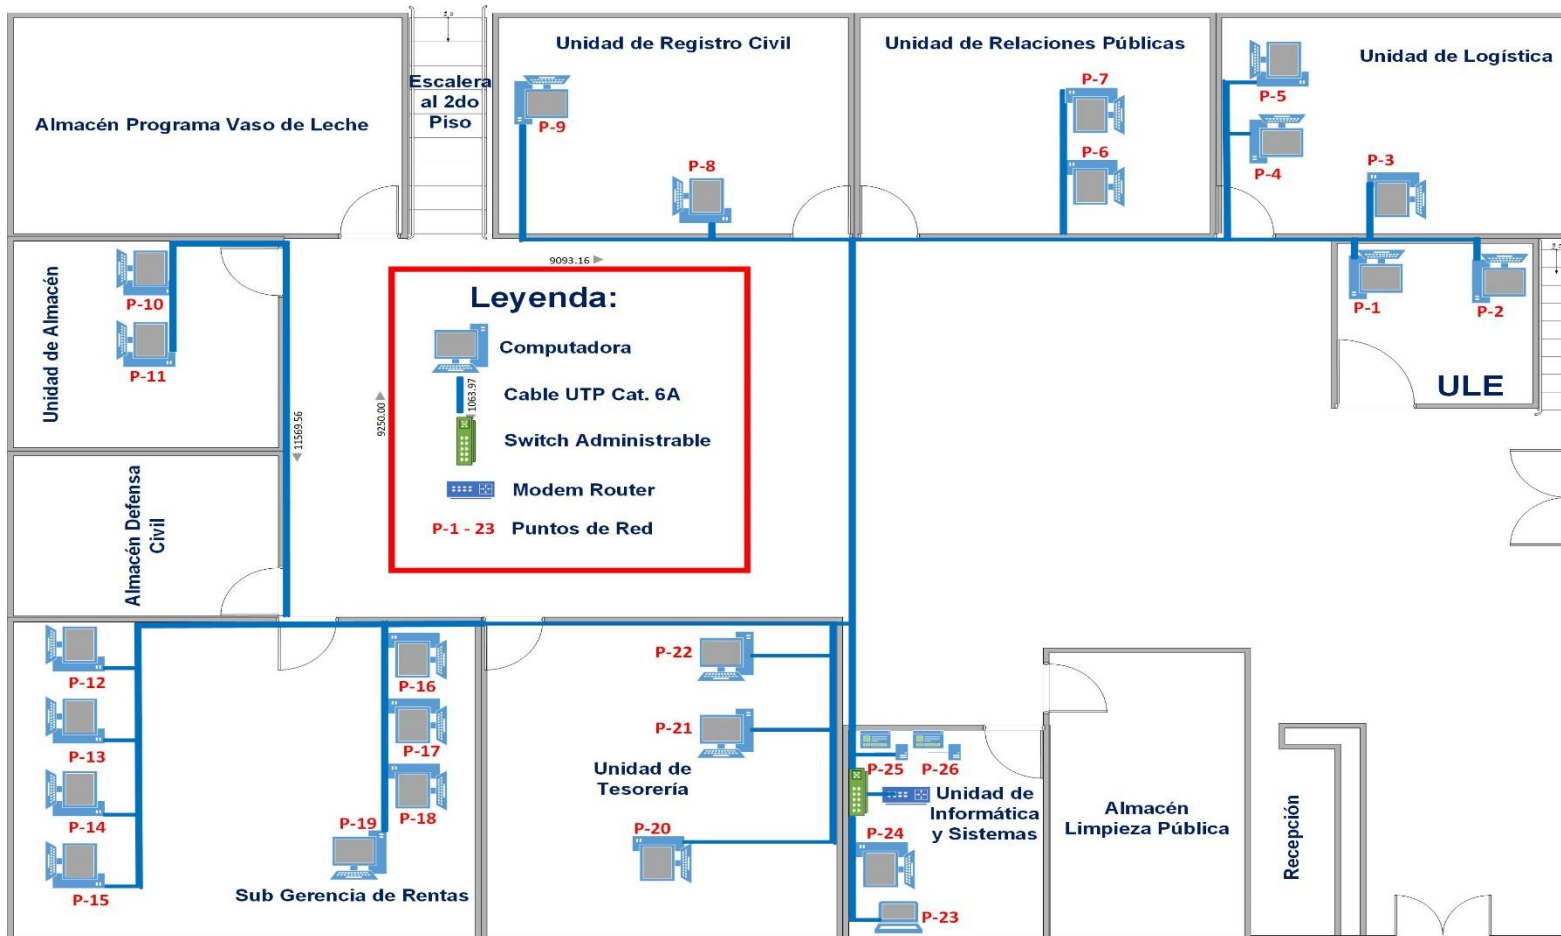 Almacén Programa Vaso de Leche
Escalera
al 2do
Piso
Unidad de Registro Civil
P-9
P-8
Unidad de Relaciones Públicas
P-7
P-6
Unidad de Logística
P-5
P-4
P-3
P-1
P-2
ULE
Unidad de Almacén
P-10
P-11
11569.56
9093.16
9250.00
Leyenda:
Computadora
1063.97
Cable UTP Cat. 6A
Switch Administrable
Modem Router
P-1 - 23 Puntos de Red
Almacén Defensa
Civil
P-12
P-13
P-14
P-15
P-16
P-17
P-18
P-19
Sub Gerencia de Rentas
P-22
P-21
Unidad de
Tesorería
P-20
P-25
P-26
Unidad de
Informática
y Sistemas
P-24
P-23
Almacén
Limpieza Pública
Recepción